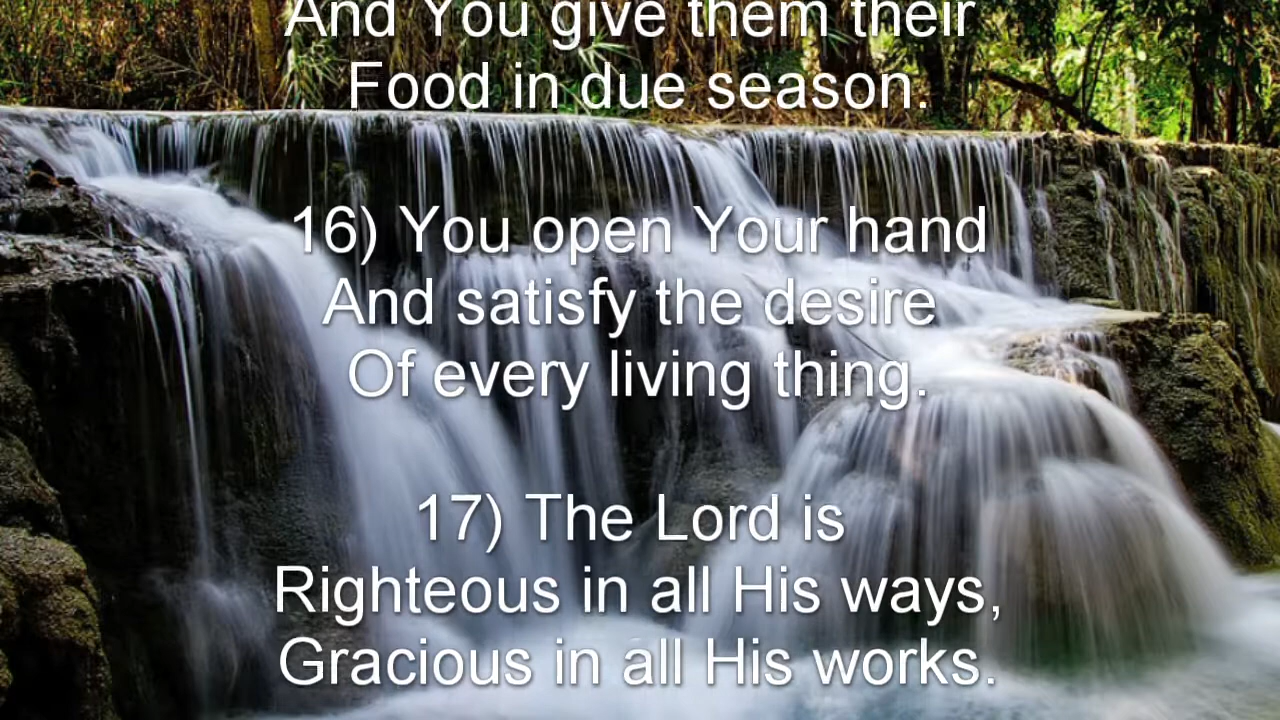 And You give them their
Food in due season.
16) You open Your hand
And satisfy the desire
Of every living thing.
17) The Lord is
Righteous in all His ways,
Gracious in all His works.